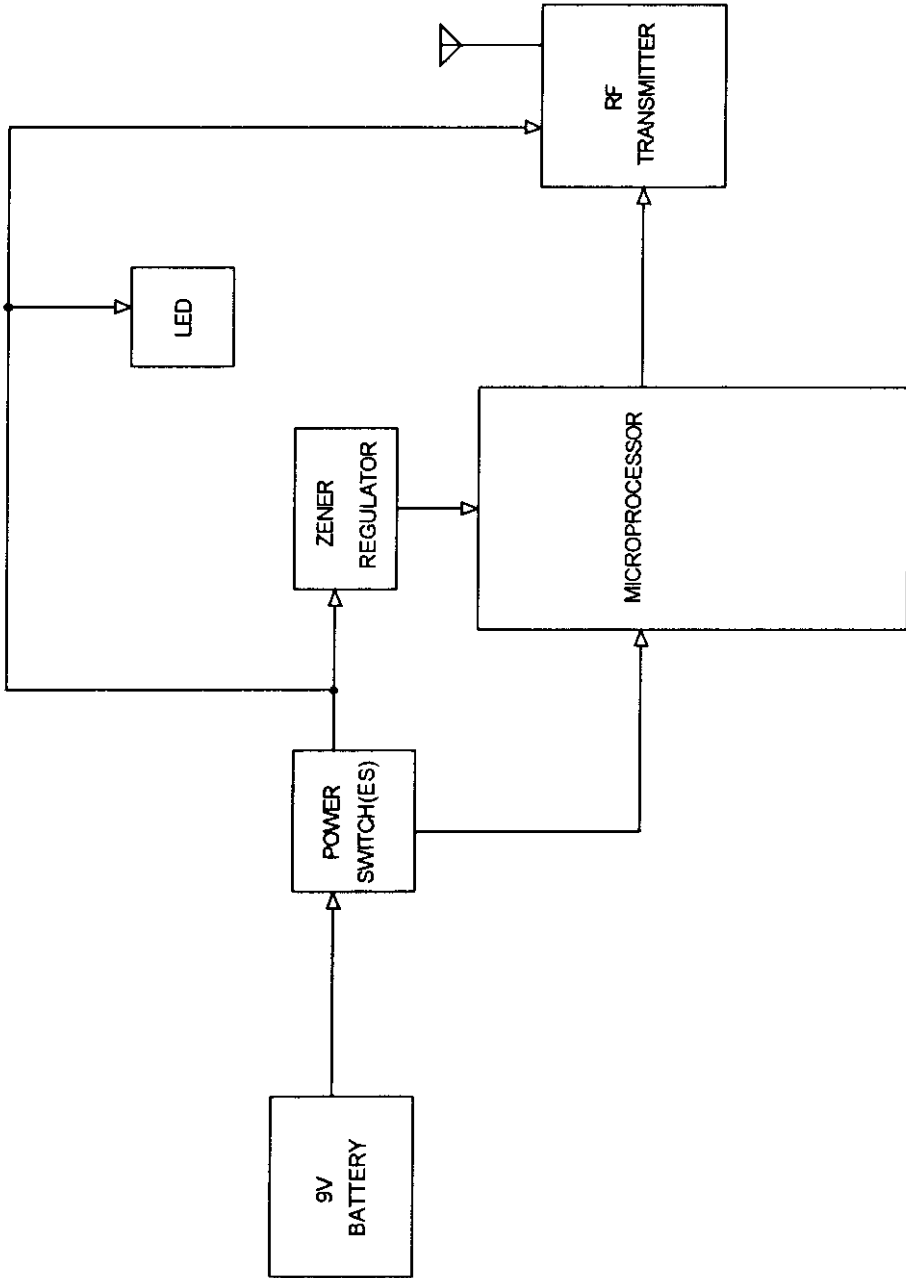 9V
BATTERY
POWER
SWITCH(ES)
ZENER
REGULATOR
LED
MICROPROCESSOR
RF
TRANSMITTER